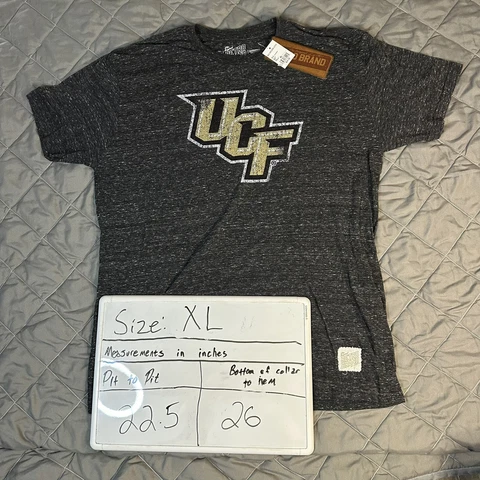 BRAND
UCF
Size: XL
Measurements in inches
Pit to Pit
Bottom of collar
to HEM
22.5
26